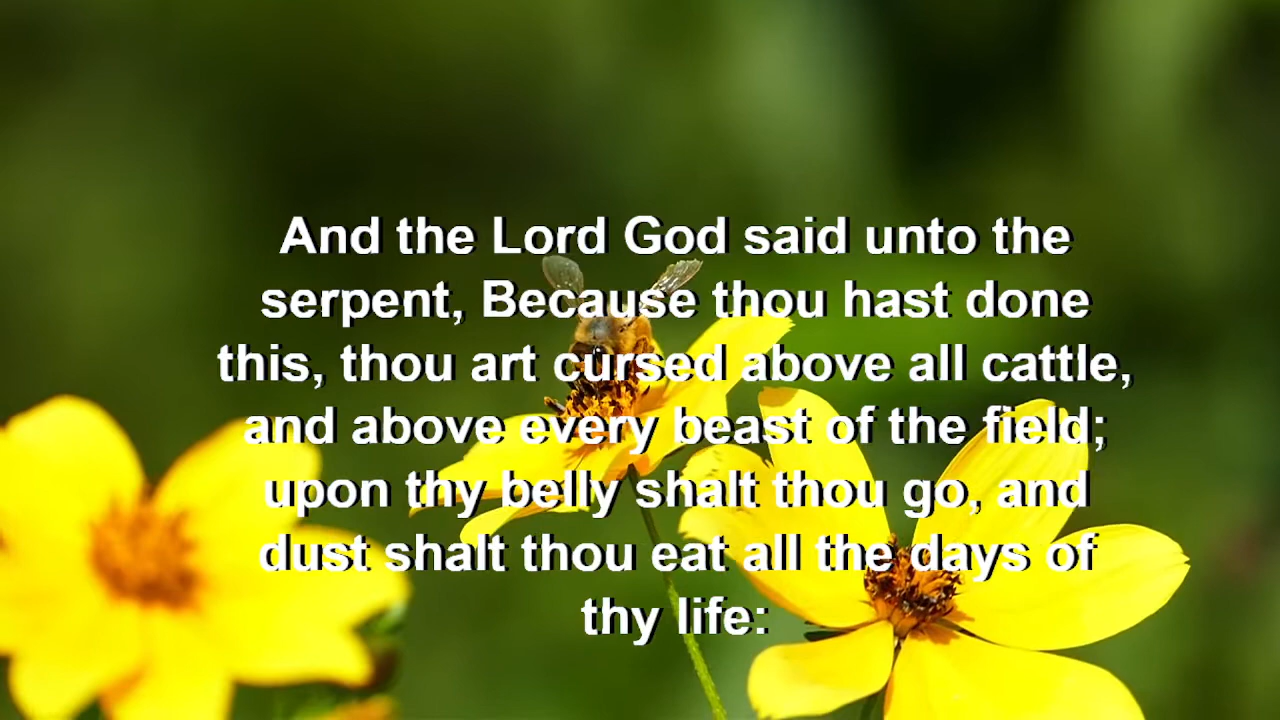 And the Lord God said unto the
serpent, Because thou hast done
this, thou art cursed above all cattle,
and above every beast of the field;
upon thy belly shalt thou go, and
dust shalt thou eat all the days of
thy life: